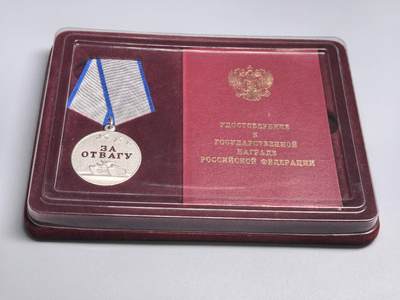 ЗА
ОТВАГУ
УДОСТОВЕРЕНИЕ
К
ГОСУДАРСТВЕННОЙ
НАГРАДЕ
РОССИЙСКОЙ ФЕДЕРАЦИИ